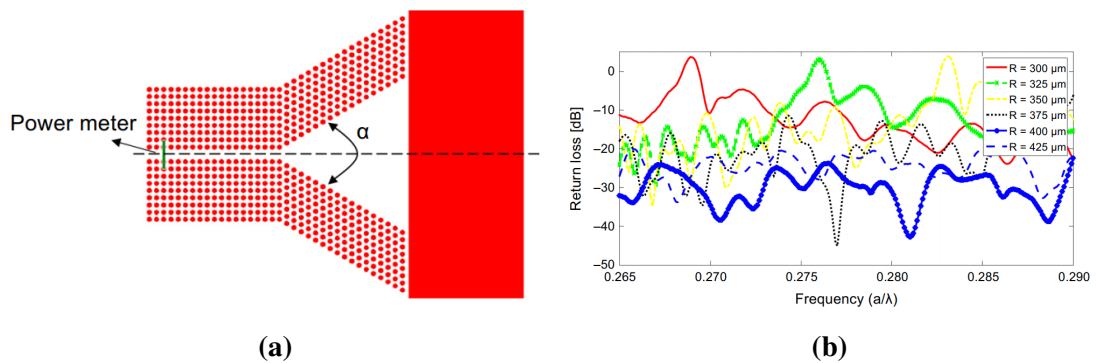 Power meter
α
(a)
Return loss [dB]
0
−10
−20
−30
−40
−50
0.265
0.270
0.275
0.280
0.285
0.290
Frequency (a/λ)
R = 300 μm
R = 325 μm
R = 350 μm
R = 375 μm
R = 400 μm
R = 425 μm
(b)